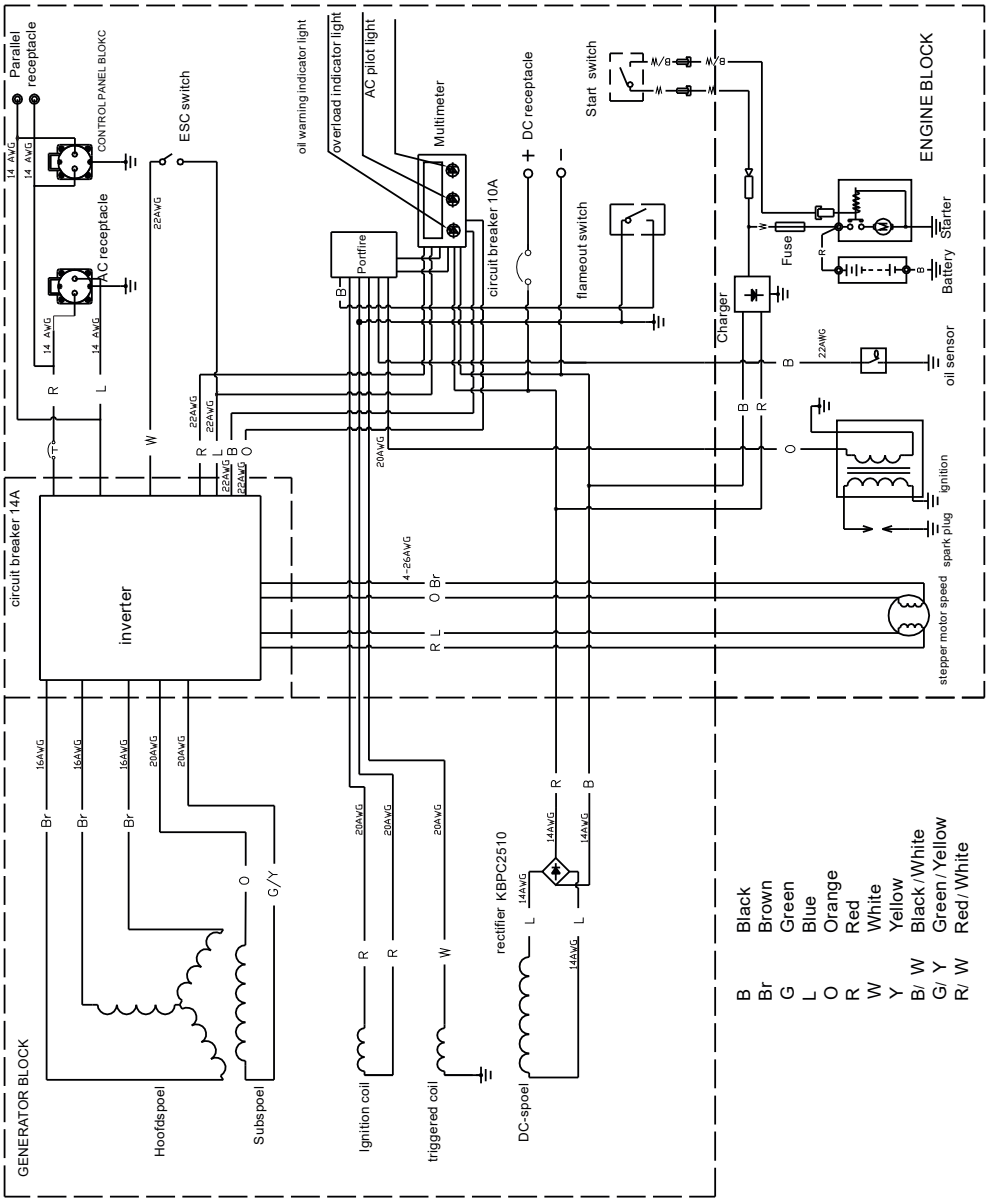 Parallel
receptacle
14 AWG
14 AWG
CONTROL PANEL BLOKC
AC receptacle
14 AWG
14 AWG
R
L
circuit breaker 14A
ESC switch
22AWG
W
22AWG
22AWG
22AWG
22AWG
R
L
B
O
oil warning indicator light
overload indicator light
AC pilot light
Multimeter
Portfire
B
circuit breaker 10A
DC receptacle
+
−
flameout switch
20AWG
Start switch
W/B
W/B
W
W
ENGINE BLOCK
W
Fuse
R
Starter
B
Battery
Charger
B
R
B
22AWG
oil sensor
O
ignition
spark plug
4-26AWG
O Br
R L
stepper motor speed
inverter
16AWG
16AWG
16AWG
20AWG
20AWG
Br
Br
Br
O
G/Y
GENERATOR BLOCK
Hoofdspoel
Subspoel
20AWG
20AWG
20AWG
R
R
W
Ignition coil
triggered coil
rectifier KBPC2510
14AWG
14AWG
14AWG
14AWG
R
B
L
L
DC-spoel
B Black
Br Brown
G Green
L Blue
O Orange
R Red
W White
Y Yellow
B/ W Black / White
G/ Y Green / Yellow
R/ W Red / White